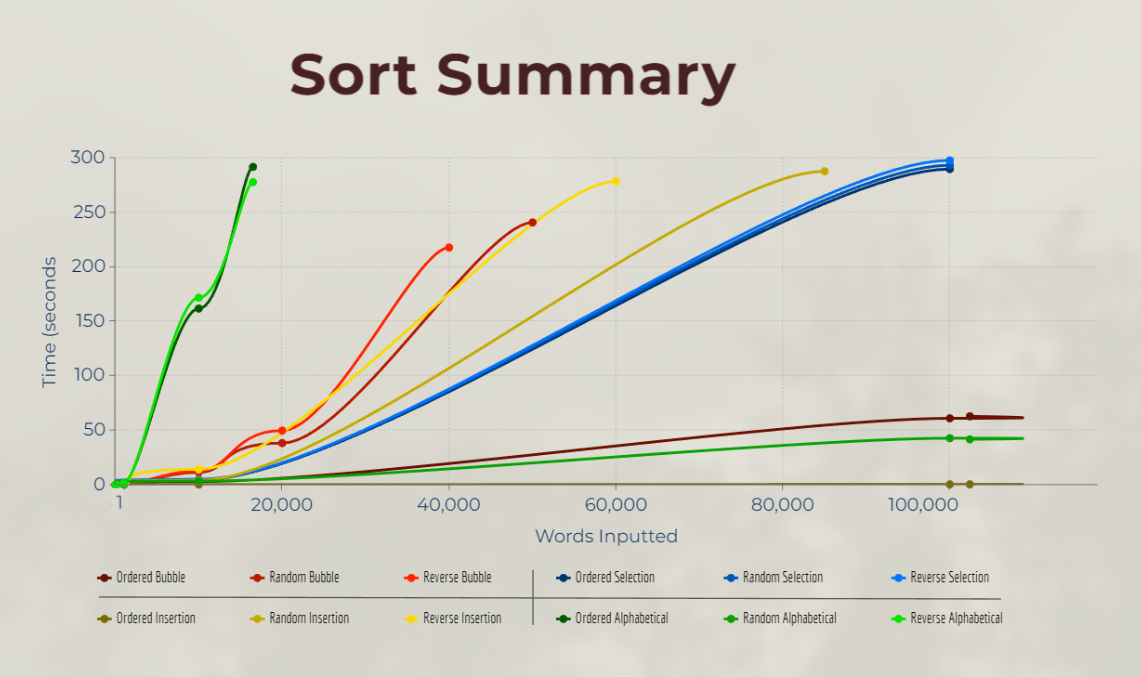 Sort Summary
300
250
200
150
100
50
0
Time (seconds
1 20,000 40,000 60,000 80,000 100,000
Words Inputted
Ordered Bubble Random Bubble Reverse Bubble Ordered Selection Random Selection Reverse Selection
Ordered Insertion Random Insertion Reverse Insertion Ordered Alphabetical Random Alphabetical Reverse Alphabetical